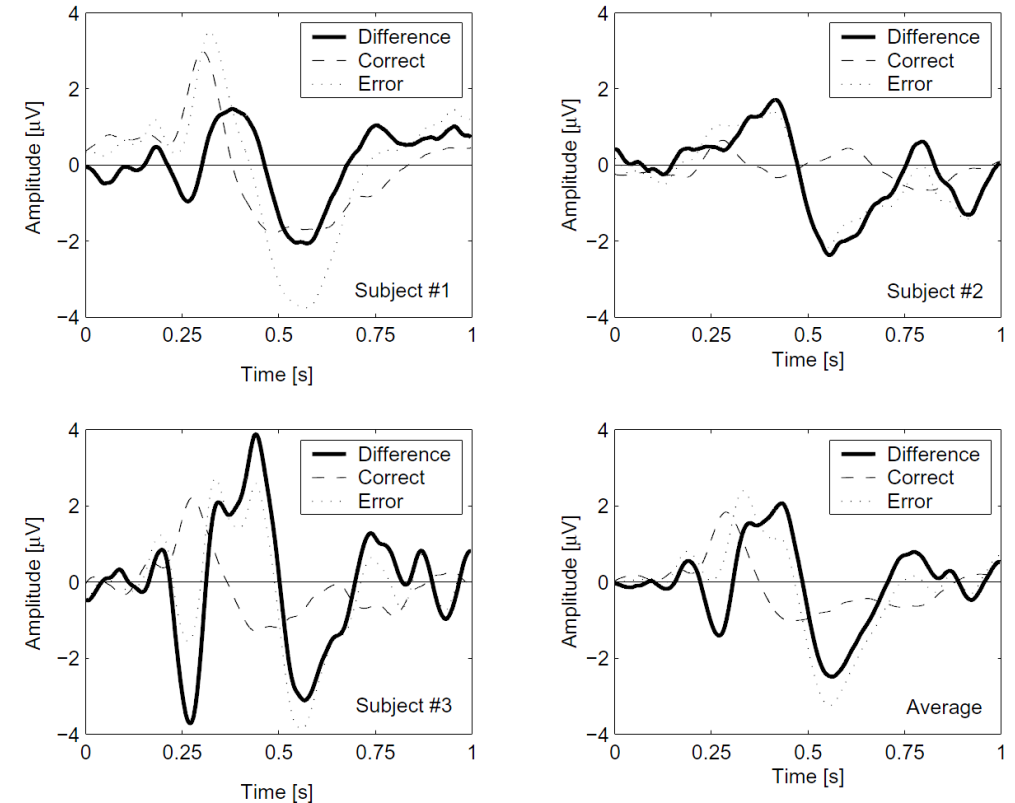 4
2
0
−2
−4
0
0.25
0.5
0.75
1
Amplitude [µV]
Time [s]
Difference
Correct
Error
Subject #1
4
2
0
−2
−4
0
0.25
0.5
0.75
1
Amplitude [µV]
Time [s]
Difference
Correct
Error
Subject #2
4
2
0
−2
−4
0
0.25
0.5
0.75
1
Amplitude [µV]
Time [s]
Difference
Correct
Error
Subject #3
4
2
0
−2
−4
0
0.25
0.5
0.75
1
Amplitude [µV]
Time [s]
Difference
Correct
Error
Average